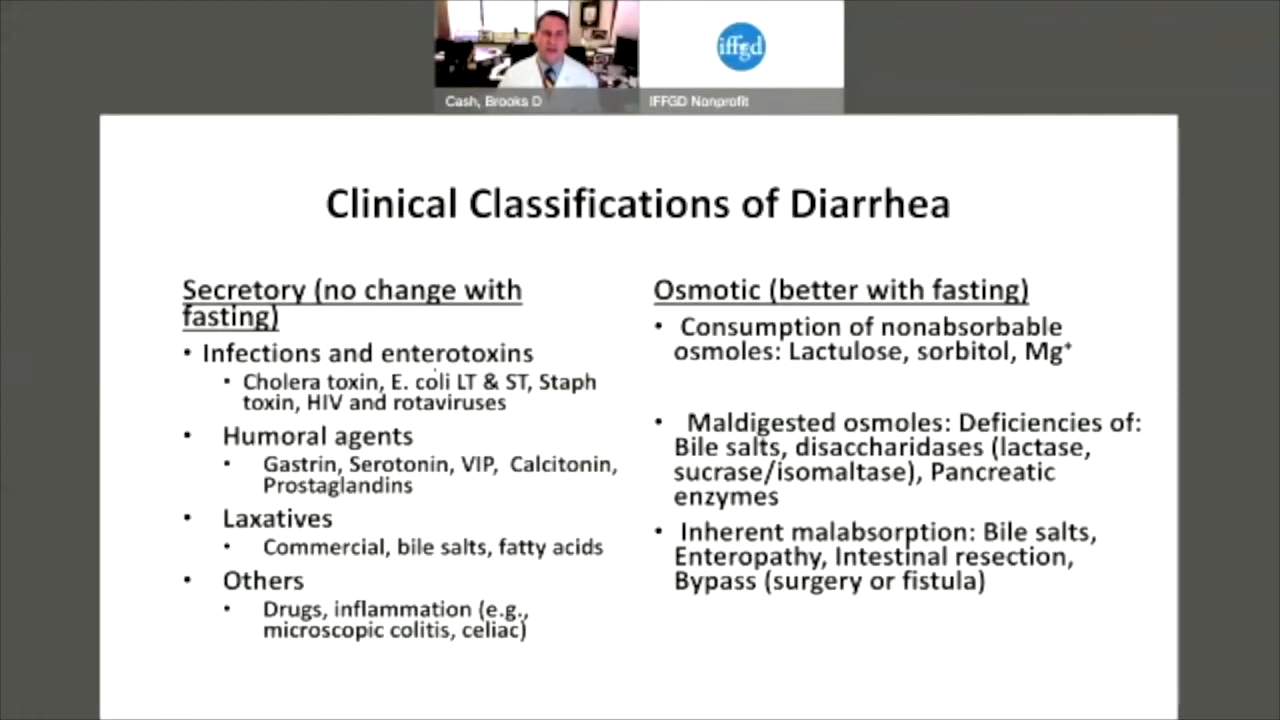 iffgd
Cash, Brooks D
IFFGD Nonprofit
Clinical Classifications of Diarrhea
Secretory (no change with
fasting)
• Infections and enterotoxins
• Cholera toxin, E. coli LT & ST, Staph
toxin, HIV and rotaviruses
• Humoral agents
• Gastrin, Serotonin, VIP, Calcitonin,
Prostaglandins
• Laxatives
• Commercial, bile salts, fatty acids
• Others
• Drugs, inflammation (e.g.,
microscopic colitis, celiac)
Osmotic (better with fasting)
• Consumption of nonabsorbable
osmoles: Lactulose, sorbitol, Mg⁺
• Maldigested osmoles: Deficiencies of:
Bile salts, disaccharidases (lactase,
sucrase/isomaltase), Pancreatic
enzymes
• Inherent malabsorption: Bile salts,
Enteropathy, Intestinal resection,
Bypass (surgery or fistula)